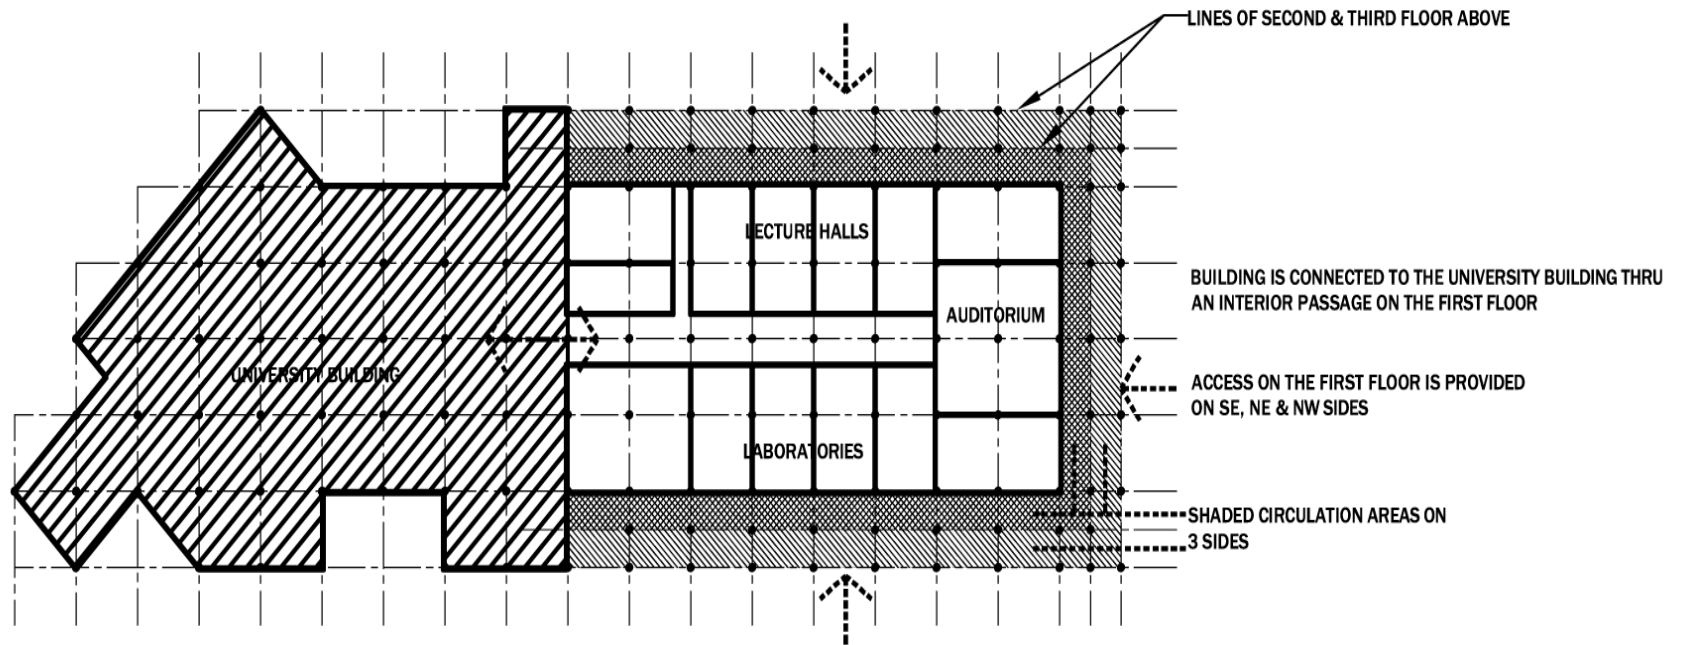 LINES OF SECOND & THIRD FLOOR ABOVE
LECTURE HALLS
BUILDING IS CONNECTED TO THE UNIVERSITY BUILDING THRU
AN INTERIOR PASSAGE ON THE FIRST FLOOR
AUDITORIUM
UNIVERSITY BUILDING
ACCESS ON THE FIRST FLOOR IS PROVIDED
ON SE, NE & NW SIDES
LABORATORIES
SHADED CIRCULATION AREAS ON
3 SIDES